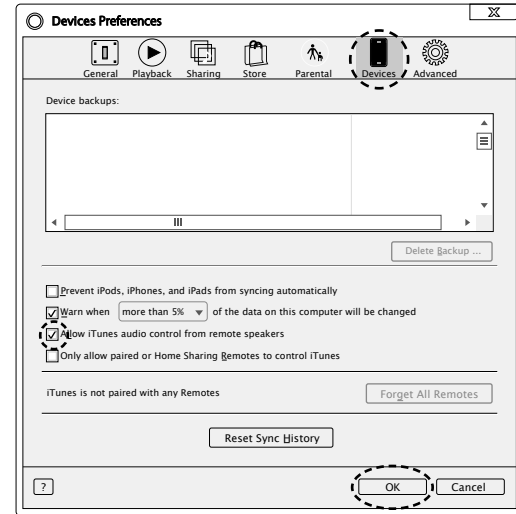 Devices Preferences
X
General Playback Sharing Store Parental Devices Advanced
Device backups:
Delete Backup ...
Prevent iPods, iPhones, and iPads from syncing automatically
Warn when more than 5% of the data on this computer will be changed
Allow iTunes audio control from remote speakers
Only allow paired or Home Sharing Remotes to control iTunes
iTunes is not paired with any Remotes Forget All Remotes
Reset Sync History
? OK Cancel